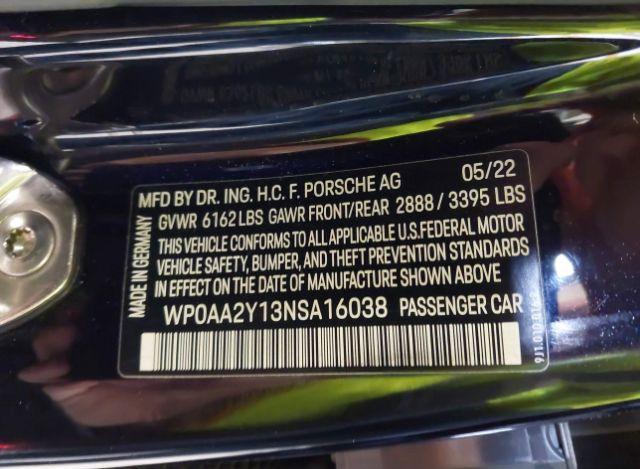 MFD BY DR. ING. H.C. F. PORSCHE AG 05/22
GVWR 6162 LBS GAWR FRONT/REAR 2888 / 3395 LBS
THIS VEHICLE CONFORMS TO ALL APPLICABLE U.S. FEDERAL MOTOR
VEHICLE SAFETY, BUMPER, AND THEFT PREVENTION STANDARDS
IN EFFECT ON THE DATE OF MANUFACTURE SHOWN ABOVE
WP0AA2Y13NSA16038 PASSENGER CAR
MADE IN GERMANY